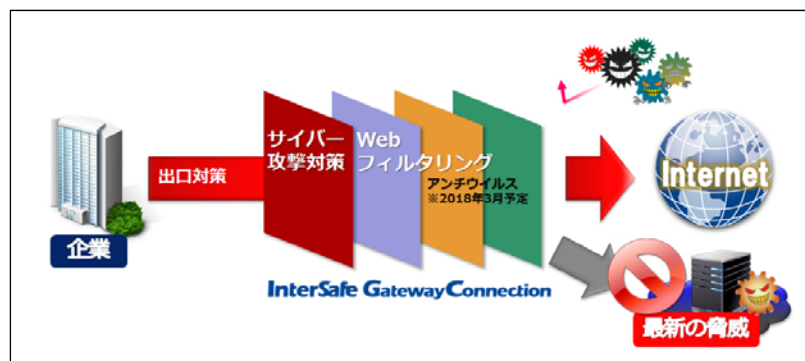 サイバー
攻撃対策
Web
フィルタリング
アンチウイルス
※2018年3月予定
出口対策
企業
Internet
InterSafe GatewayConnection
最新の脅威